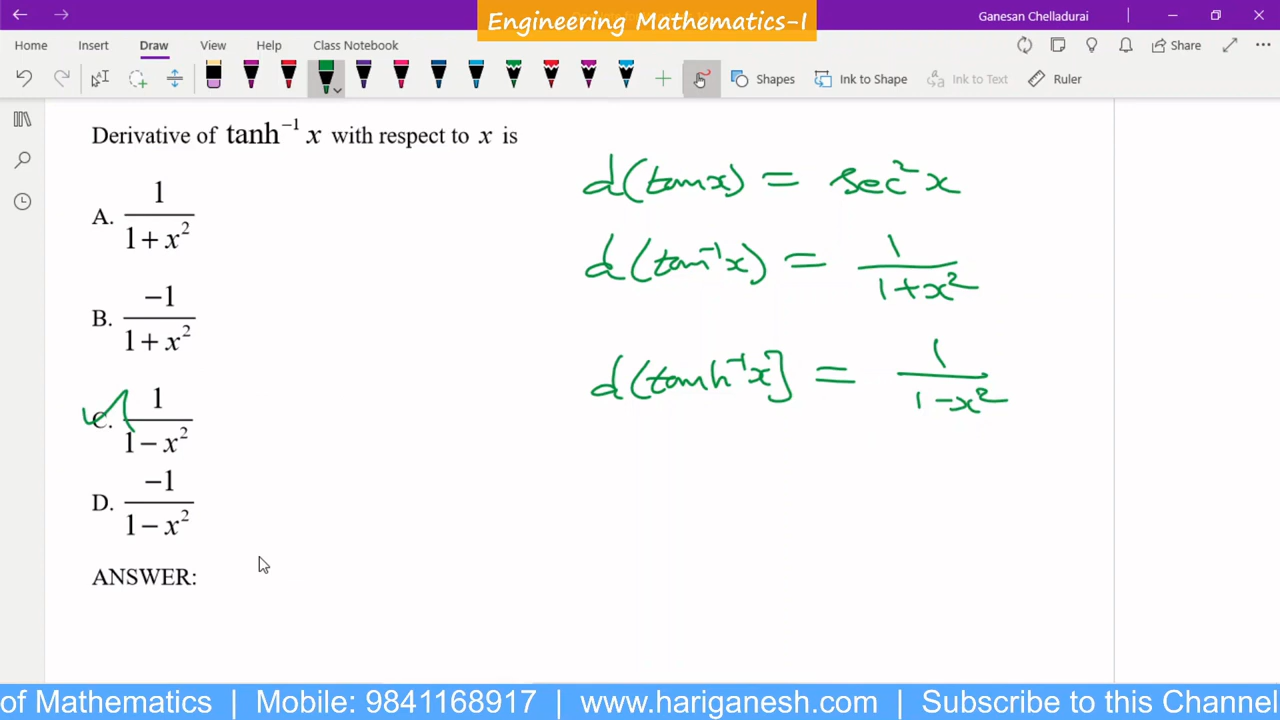 Engineering Mathematics-I
Ganesan Chelladurai
Home Insert Draw View Help Class Notebook
Share
Shapes
Ink to Shape
Ink to Text
Ruler
Derivative of tanh⁻¹ x with respect to x is
A. 1/(1+x²)
B. −1/(1+x²)
C. 1/(1−x²)
D. −1/(1−x²)
ANSWER:
d(tanx) = sec²x
d(tan⁻¹x) = 1/(1+x²)
d(tanh⁻¹x] = 1/(1−x²)
of Mathematics | Mobile: 9841168917 | www.hariganesh.com | Subscribe to this Channel